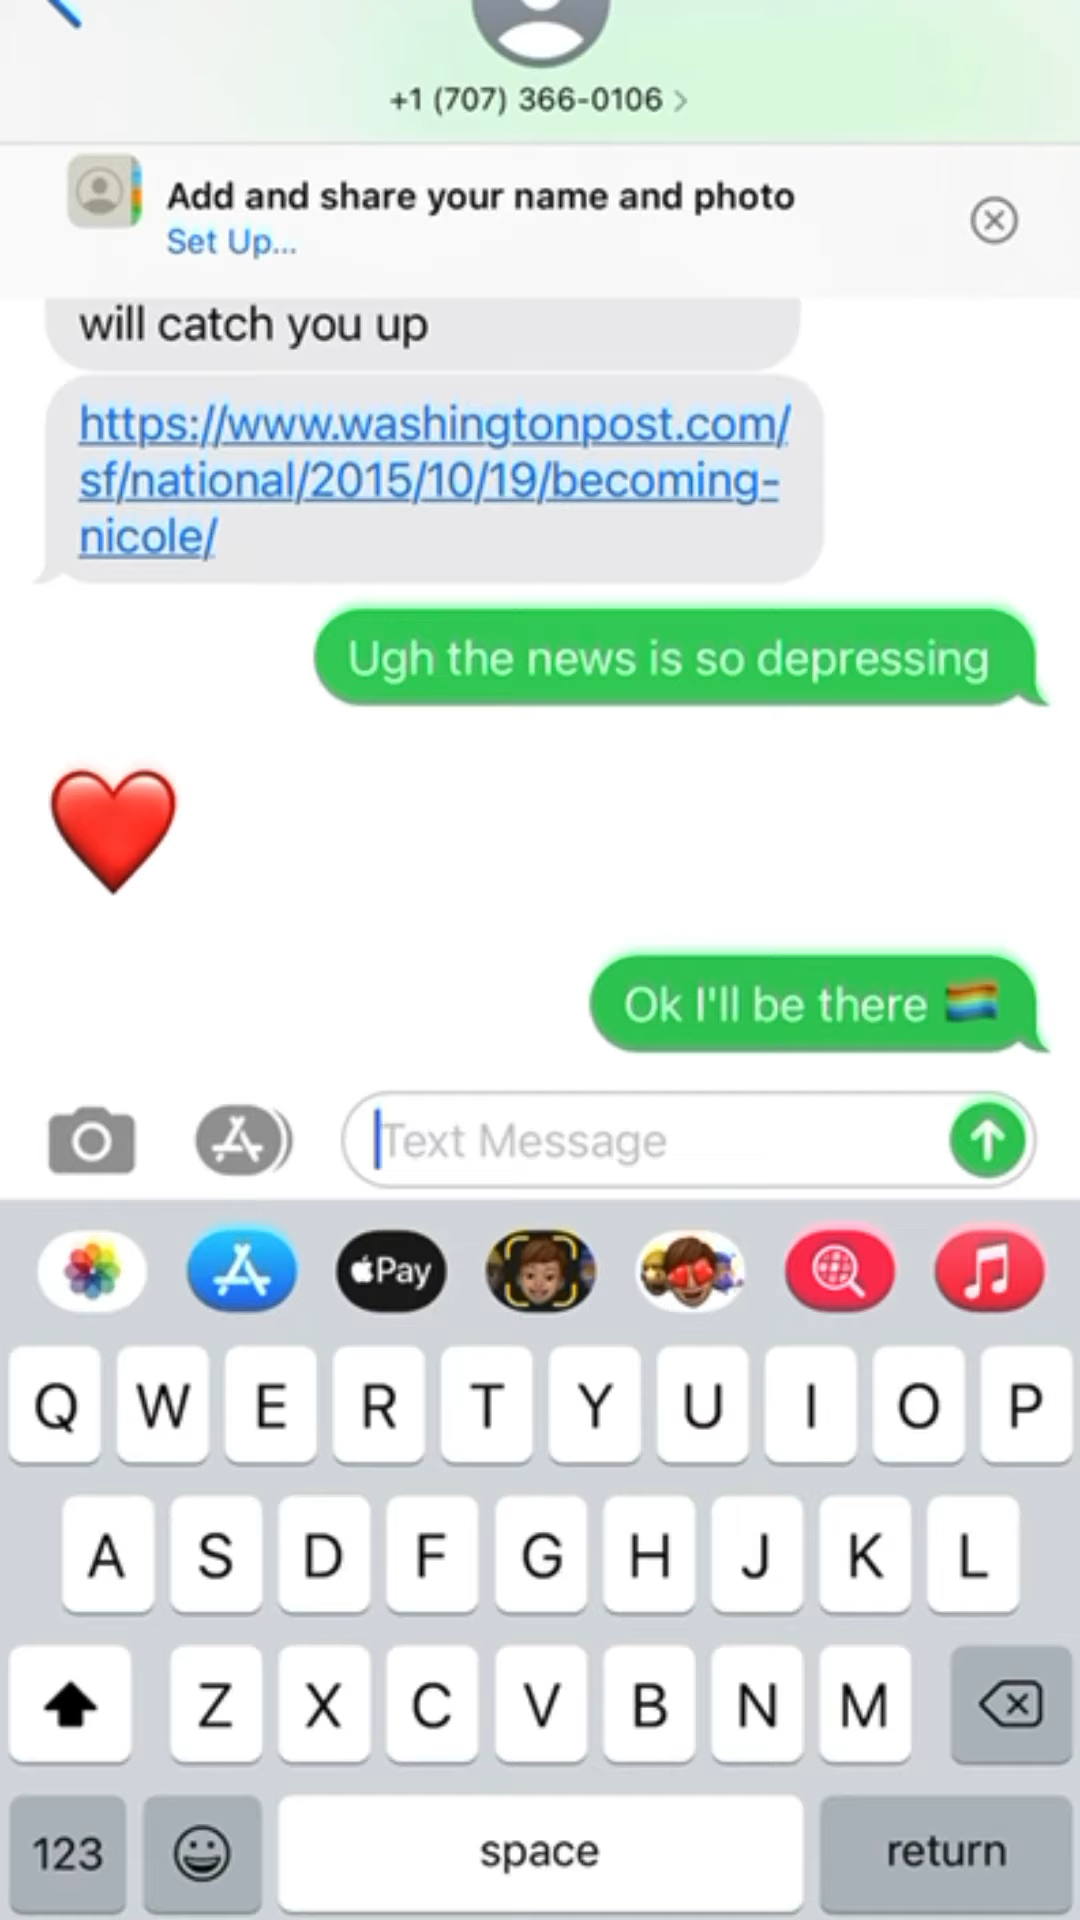 +1 (707) 366-0106 >
Add and share your name and photo
Set Up...
will catch you up
https://www.washingtonpost.com/
sf/national/2015/10/19/becoming-
nicole/
Ugh the news is so depressing
❤️
Ok I'll be there 🏳️‍🌈
Text Message
Pay
Q W E R T Y U I O P
A S D F G H J K L
Z X C V B N M
123 space return